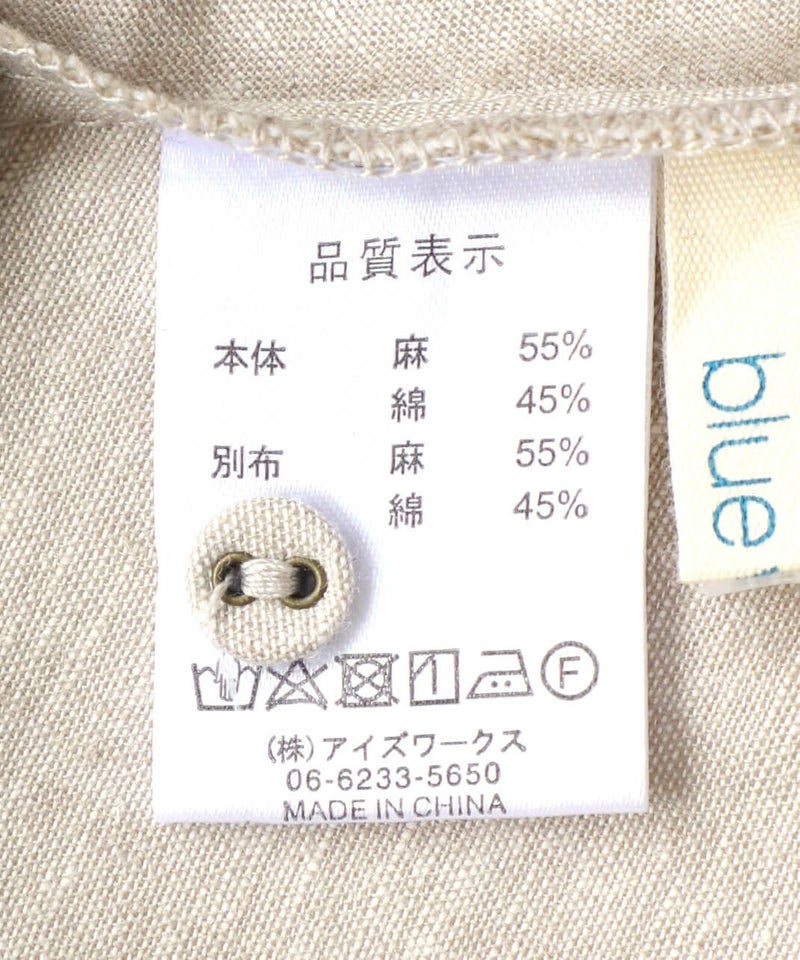 品質表示
本体 麻 55%
綿 45%
別布 麻 55%
綿 45%
F
(株)アイズワークス
06-6233-5650
MADE IN CHINA
blue